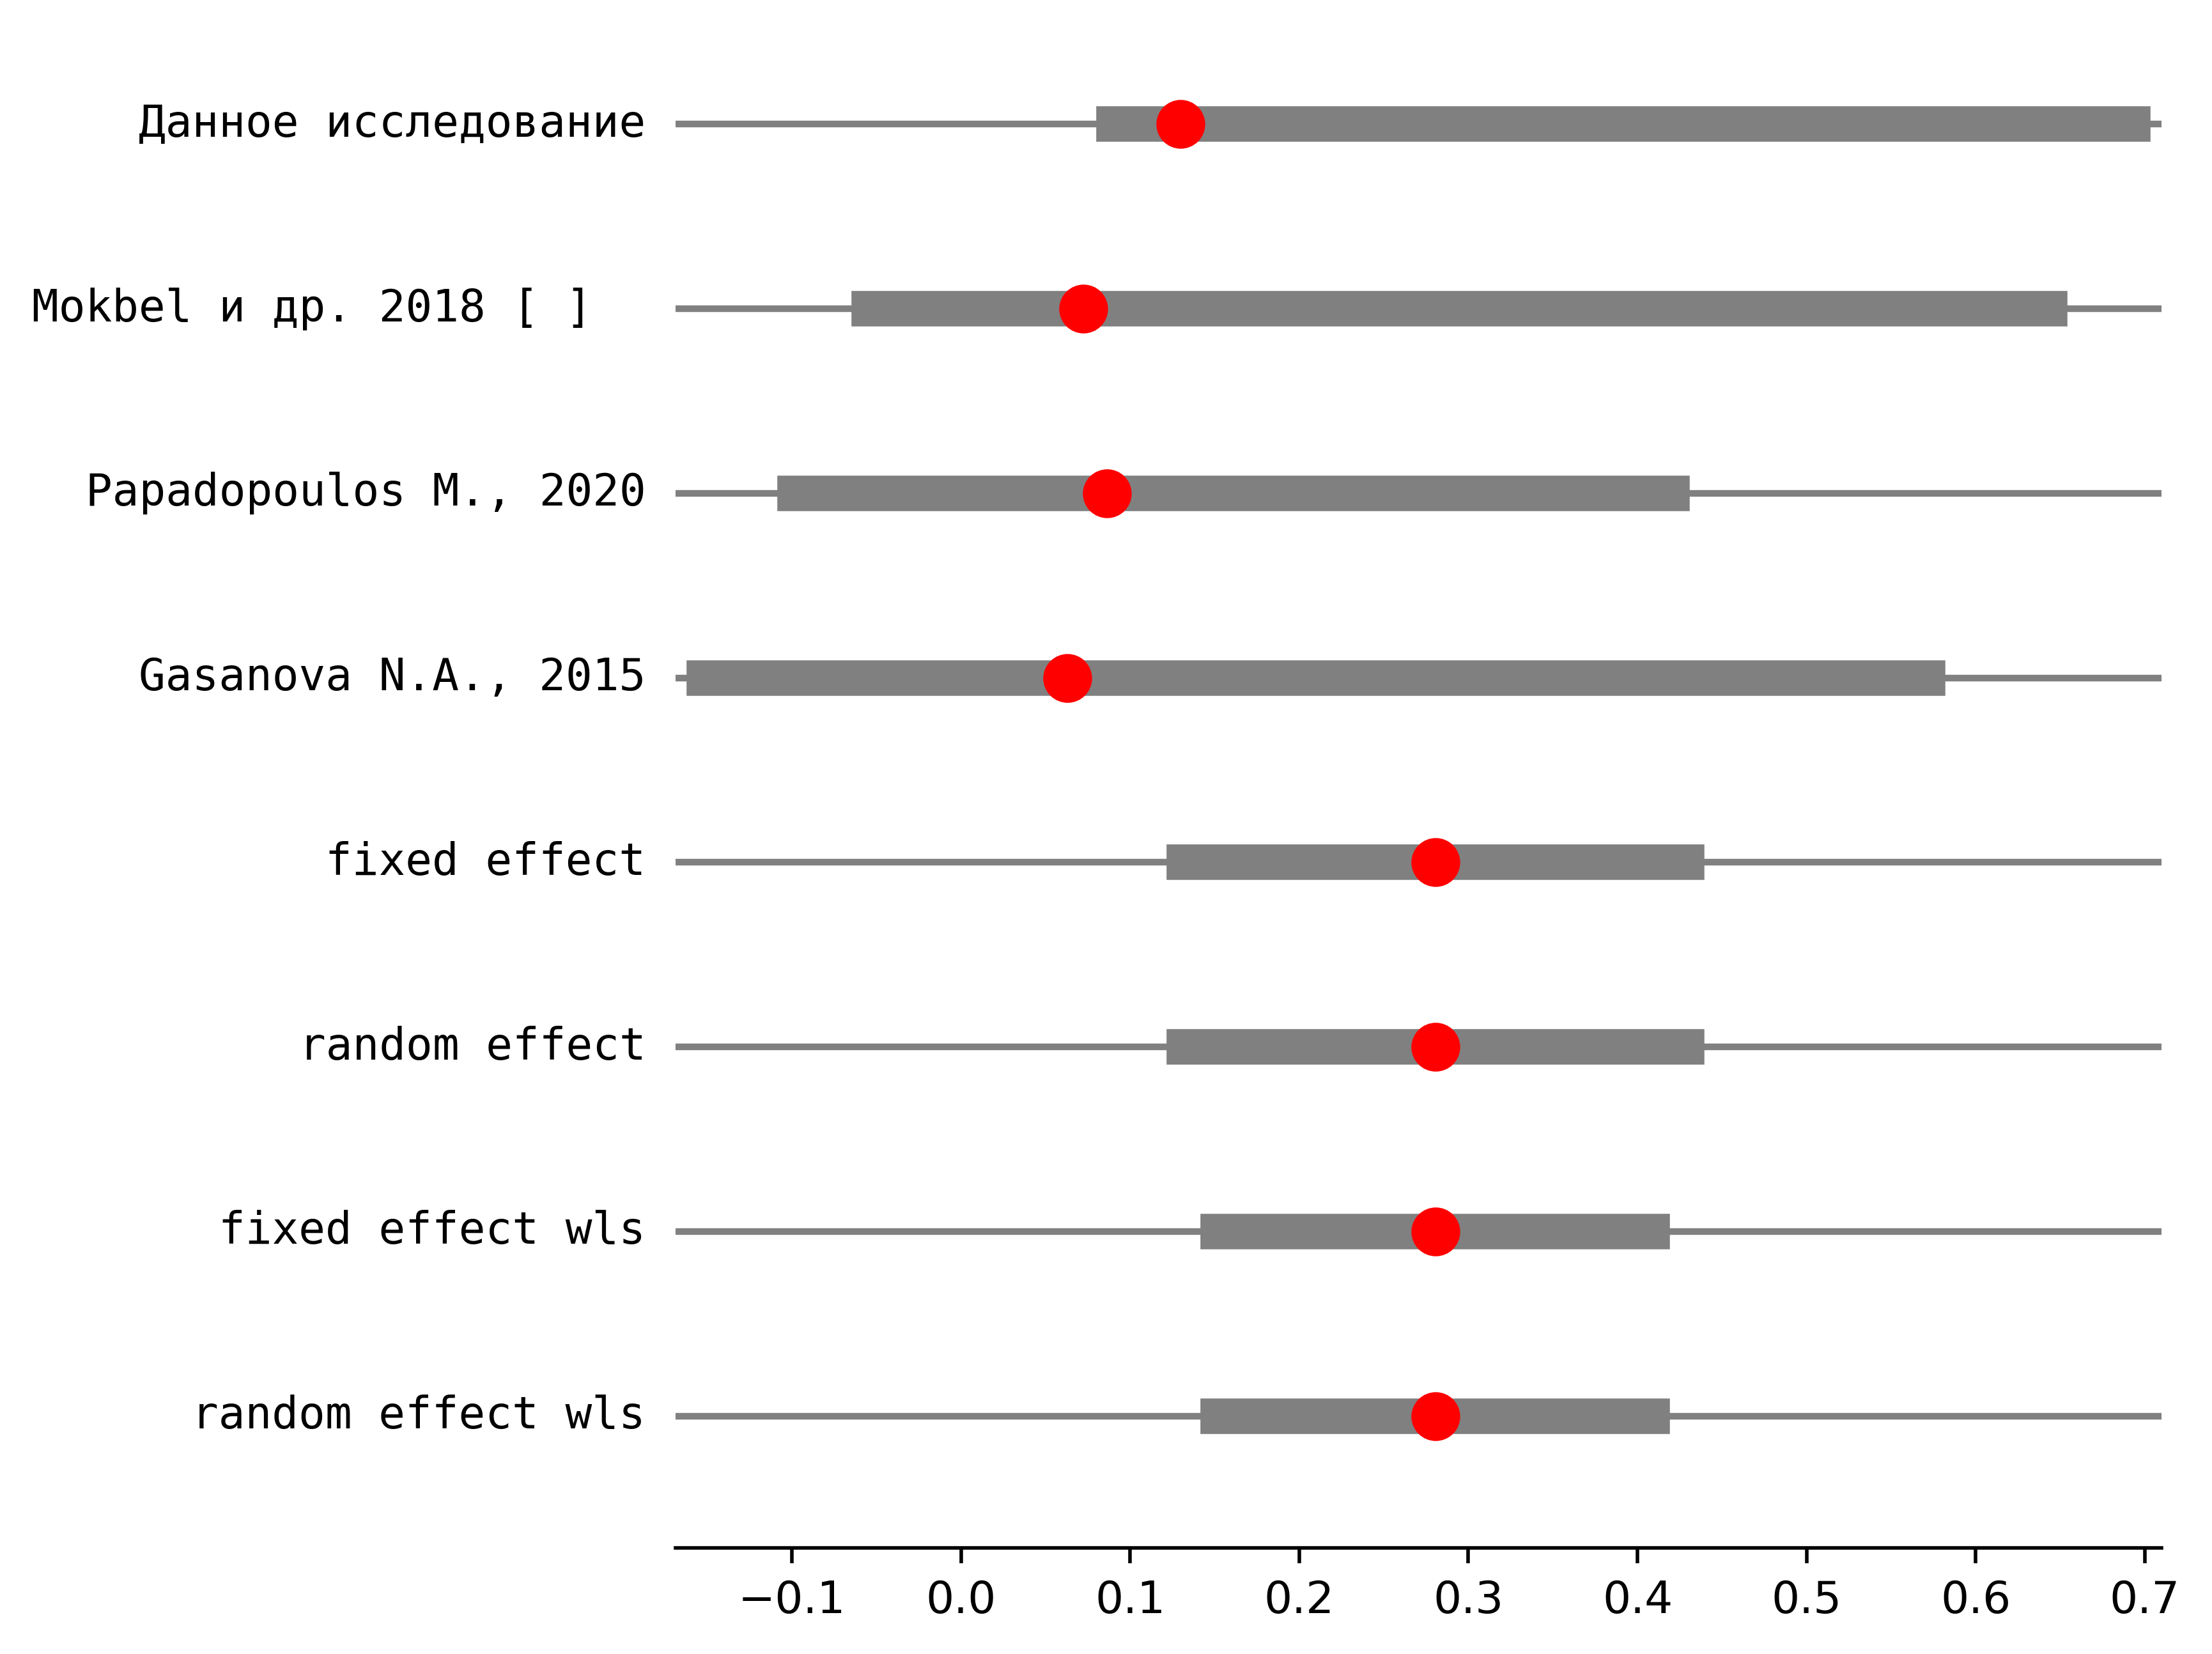 Данное исследование
Mokbel и др. 2018 [ ]
Papadopoulos M., 2020
Gasanova N.A., 2015
fixed effect
random effect
fixed effect wls
random effect wls
−0.1 0.0 0.1 0.2 0.3 0.4 0.5 0.6 0.7